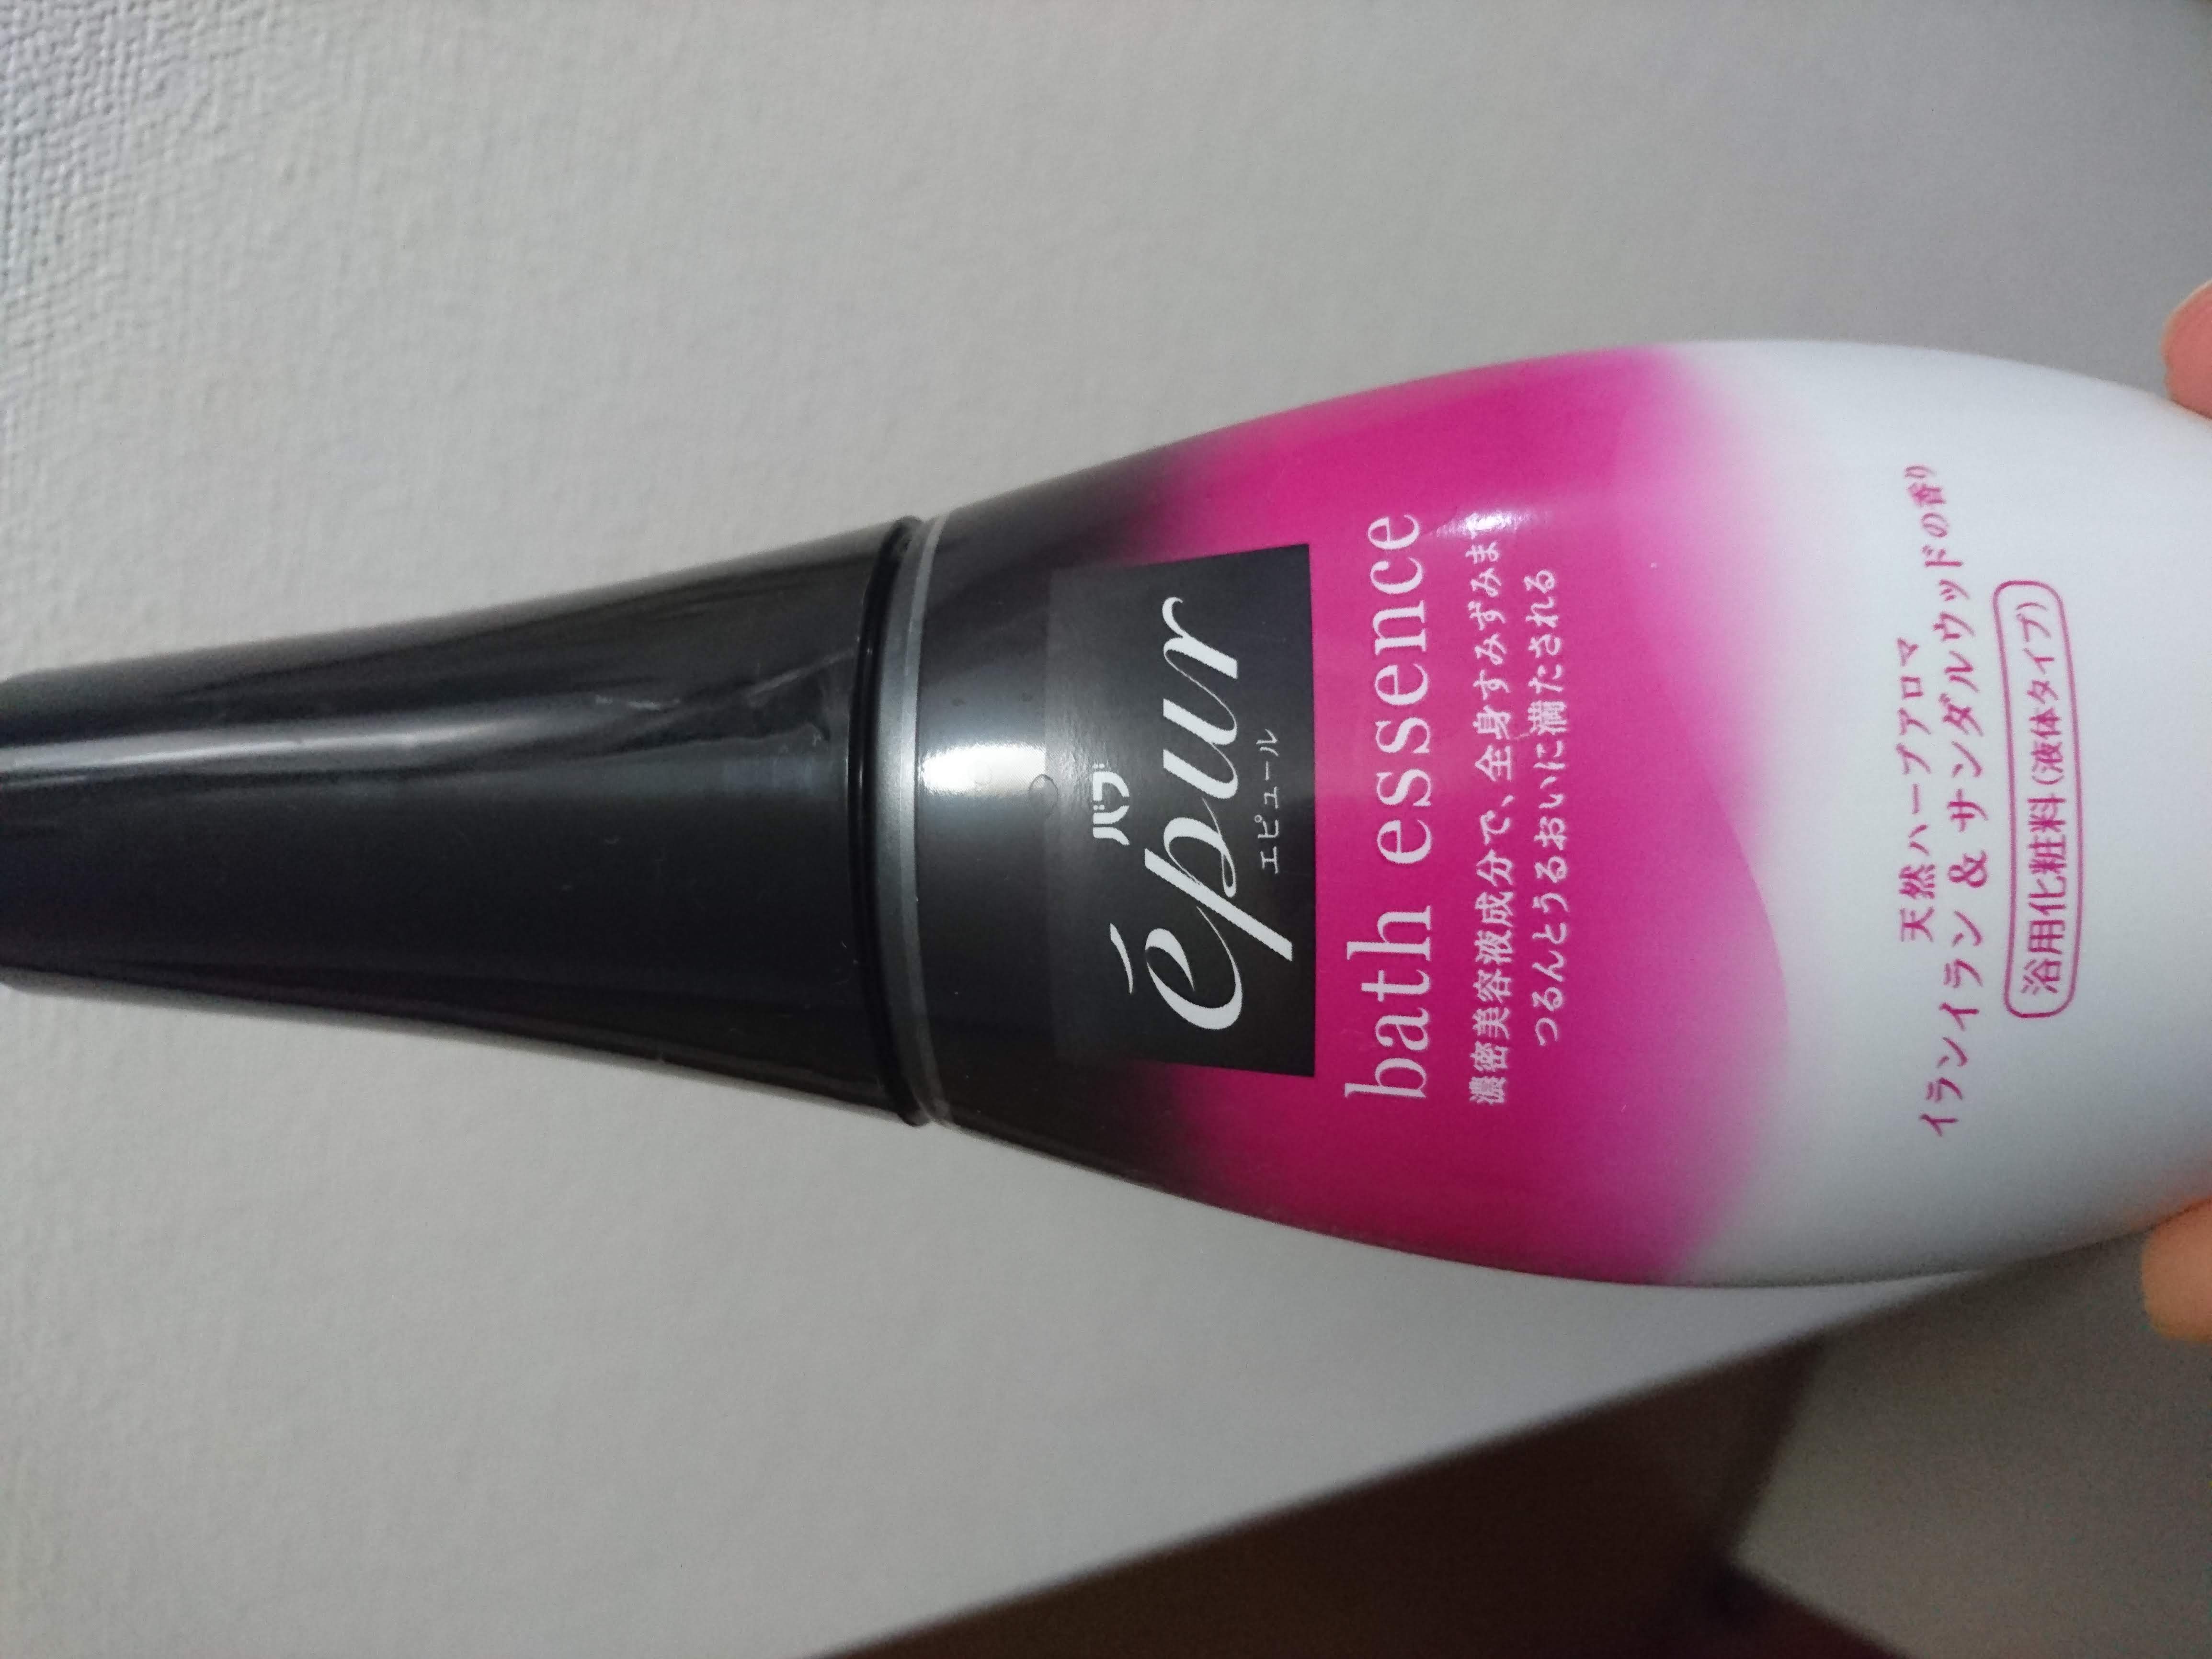 バブ
épur
エピュール
bath essence
濃密美容液成分で、全身すみずみまで
つるんとうるおいに満たされる
天然ハーブアロマ
イランイラン & サンダルウッドの香り
浴用化粧料(液体タイプ)